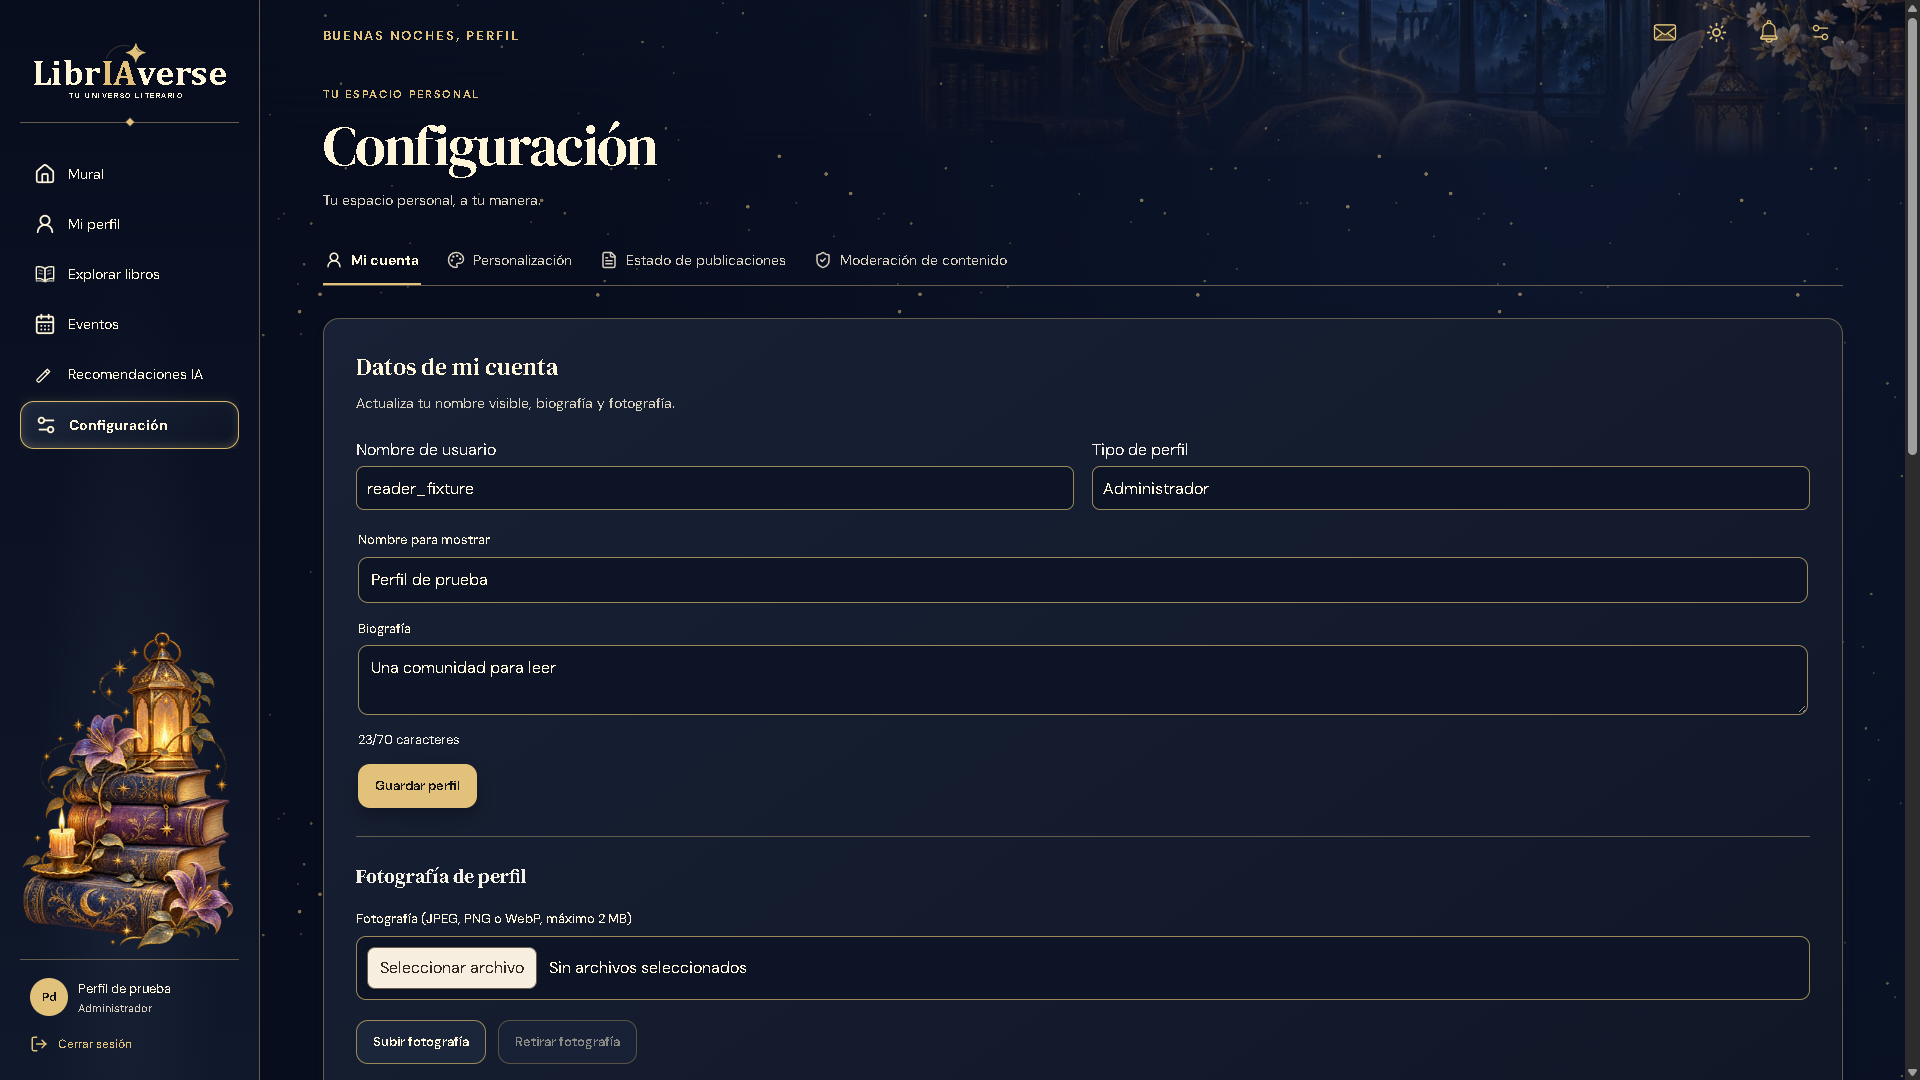 LibrIAverse
TU UNIVERSO LITERARIO
Mural
Mi perfil
Explorar libros
Eventos
Recomendaciones IA
Configuración
Perfil de prueba
Pd
Administrador
Cerrar sesión
BUENAS NOCHES, PERFIL
TU ESPACIO PERSONAL
Configuración
Tu espacio personal, a tu manera.
Mi cuenta
Personalización
Estado de publicaciones
Moderación de contenido
Datos de mi cuenta
Actualiza tu nombre visible, biografía y fotografía.
Nombre de usuario
reader_fixture
Tipo de perfil
Administrador
Nombre para mostrar
Perfil de prueba
Biografía
Una comunidad para leer
23/70 caracteres
Guardar perfil
Fotografía de perfil
Fotografía (JPEG, PNG o WebP, máximo 2 MB)
Seleccionar archivo
Sin archivos seleccionados
Subir fotografía
Retirar fotografía